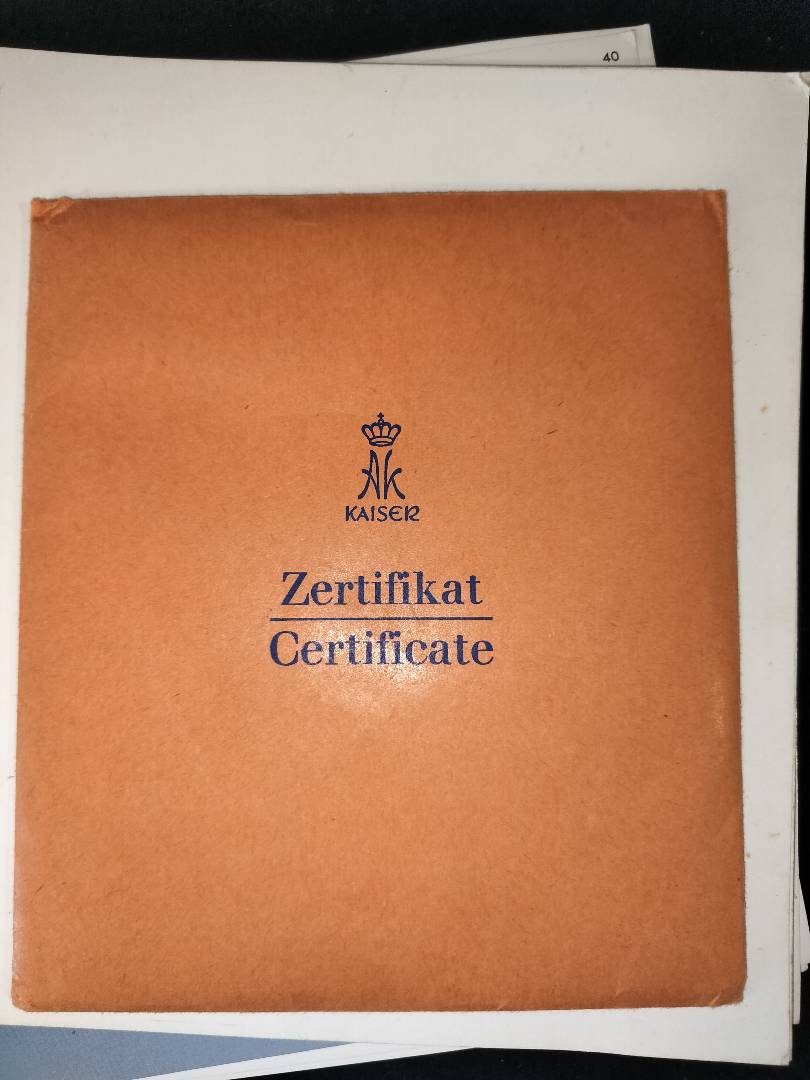 40
AK
KAISER
Zertifikat
Certificate